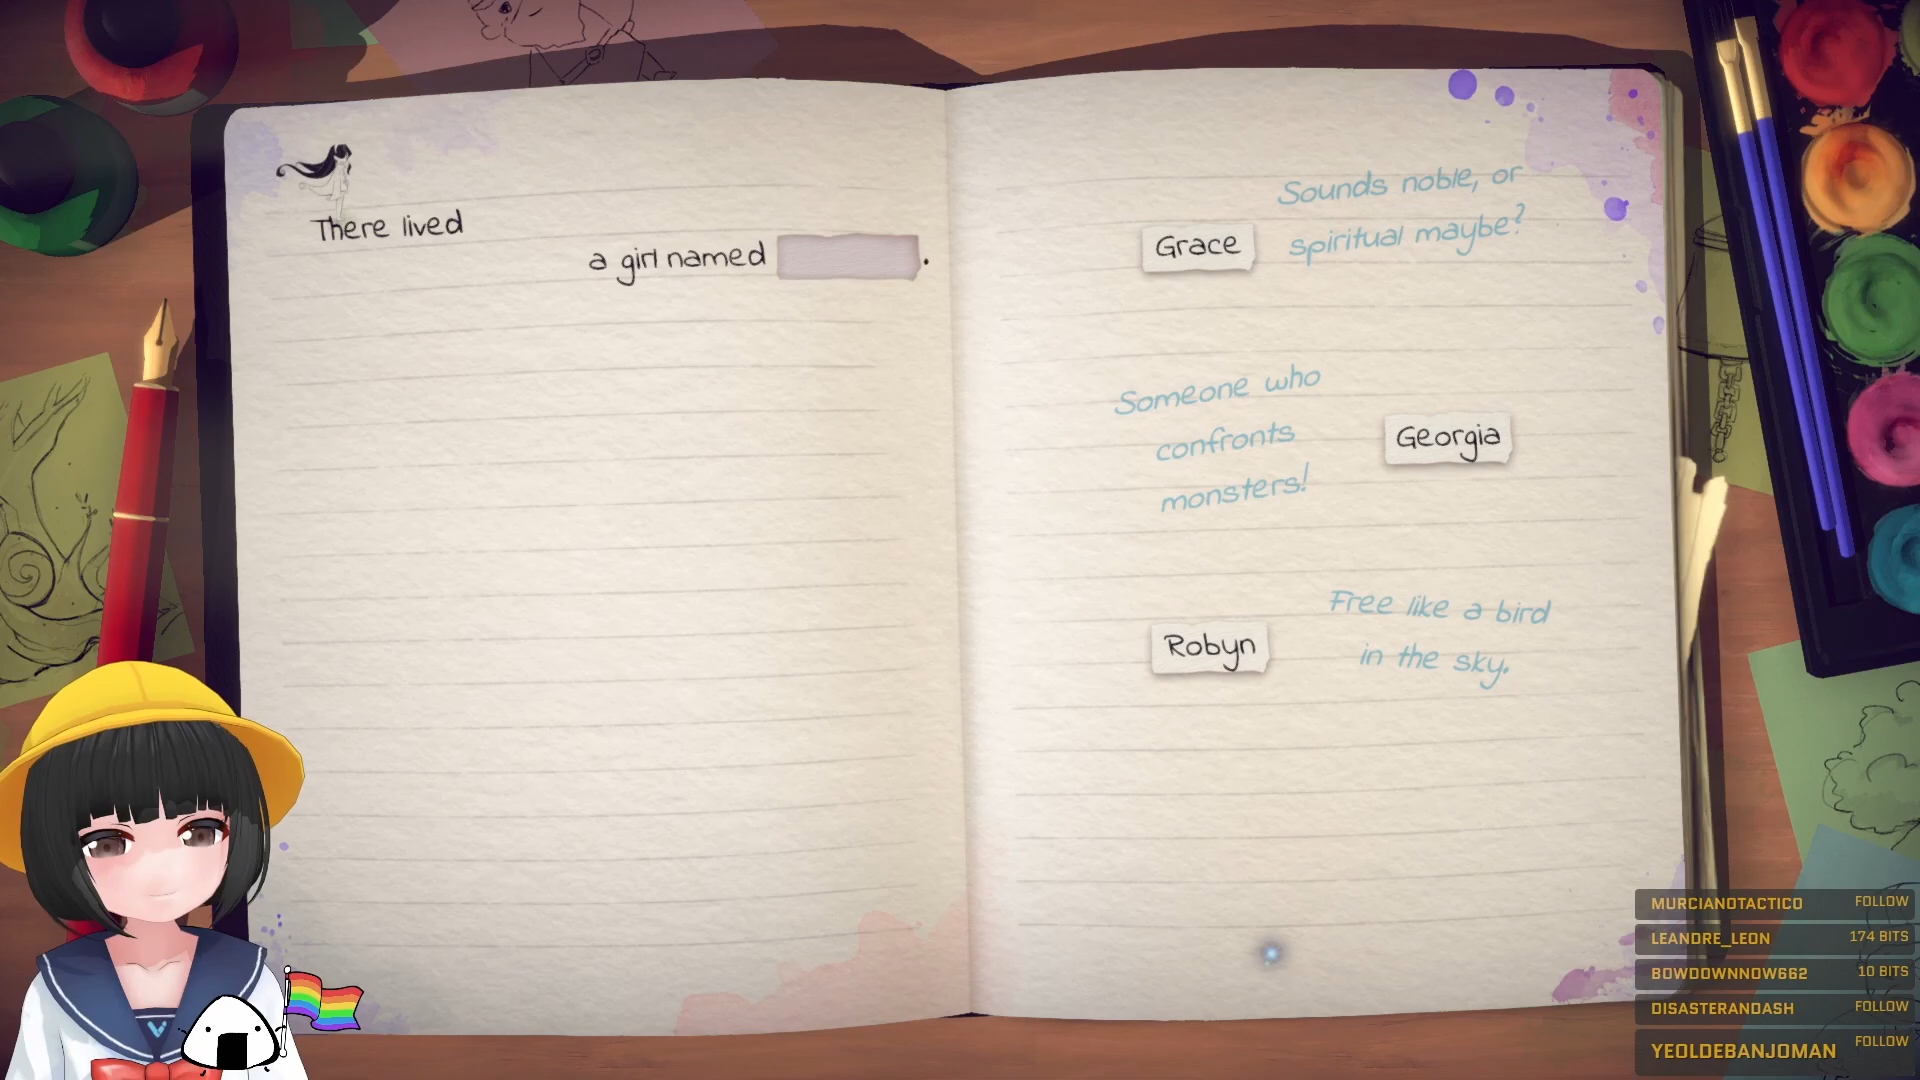 There lived
a girl named .
Grace
Sounds noble, or
spiritual maybe?
Someone who
confronts
monsters!
Georgia
Robyn
Free like a bird
in the sky.
MURCIANOTACTICO FOLLOW
LEANDRE_LEON 174 BITS
BOWDOWNNOW662 10 BITS
DISASTERANDASH FOLLOW
YEOLDEBANJOMAN FOLLOW